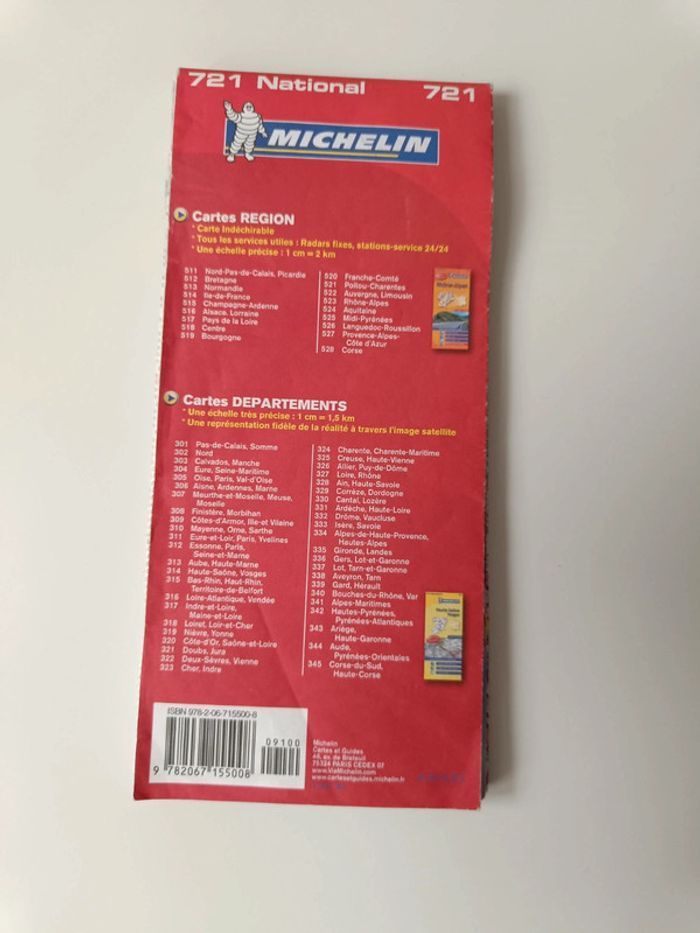 721 National 721
MICHELIN
Cartes REGION
* Carte Indéchirable
* Tous les services utiles : Radars fixes, stations-service 24/24
* Une échelle précise : 1 cm = 2 km
511 Nord-Pas-de-Calais, Picardie
512 Bretagne
513 Normandie
514 Ile-de-France
515 Champagne-Ardenne
516 Alsace, Lorraine
517 Pays de la Loire
518 Centre
519 Bourgogne
520 Franche-Comté
521 Poitou-Charentes
522 Auvergne, Limousin
523 Rhône-Alpes
524 Aquitaine
525 Midi-Pyrénées
526 Languedoc-Roussillon
527 Provence-Alpes-
Côte d'Azur
528 Corse
Rhône-Alpes
Cartes DEPARTEMENTS
* Une échelle très précise : 1 cm = 1,5 km
* Une représentation fidèle de la réalité à travers l'image satellite
301 Pas-de-Calais, Somme
302 Nord
303 Calvados, Manche
304 Eure, Seine-Maritime
305 Oise, Paris, Val-d'Oise
306 Aisne, Ardennes, Marne
307 Meurthe-et-Moselle, Meuse,
Moselle
308 Finistère, Morbihan
309 Côtes-d'Armor, Ille-et Vilaine
310 Mayenne, Orne, Sarthe
311 Eure-et-Loir, Paris, Yvelines
312 Essonne, Paris,
Seine-et-Marne
313 Aube, Haute-Marne
314 Haute-Saône, Vosges
315 Bas-Rhin, Haut-Rhin,
Territoire-de-Belfort
316 Loire-Atlantique, Vendée
317 Indre-et-Loire,
Maine-et-Loire
318 Loiret, Loir-et-Cher
319 Nièvre, Yonne
320 Côte-d'Or, Saône-et-Loire
321 Doubs, Jura
322 Deux-Sèvres, Vienne
323 Cher, Indre
324 Charente, Charente-Maritime
325 Creuse, Haute-Vienne
326 Allier, Puy-de-Dôme
327 Loire, Rhône
328 Ain, Haute-Savoie
329 Corrèze, Dordogne
330 Cantal, Lozère
331 Ardèche, Haute-Loire
332 Drôme, Vaucluse
333 Isère, Savoie
334 Alpes-de-Haute-Provence,
Hautes-Alpes
335 Gironde, Landes
336 Gers, Lot-et-Garonne
337 Lot, Tarn-et-Garonne
338 Aveyron, Tarn
339 Gard, Hérault
340 Bouches-du-Rhône, Var
341 Alpes-Maritimes
342 Hautes-Pyrénées,
Pyrénées-Atlantiques
343 Ariège,
Haute-Garonne
344 Aude,
Pyrénées-Orientales
345 Corse-du-Sud,
Haute-Corse
ISBN 978-2-06-715500-8
09100
9 782067 155008
Michelin
Cartes et Guides
46, av. de Breteuil
75324 PARIS CEDEX 07
www.ViaMichelin.com
www.cartesetguides.michelin.fr